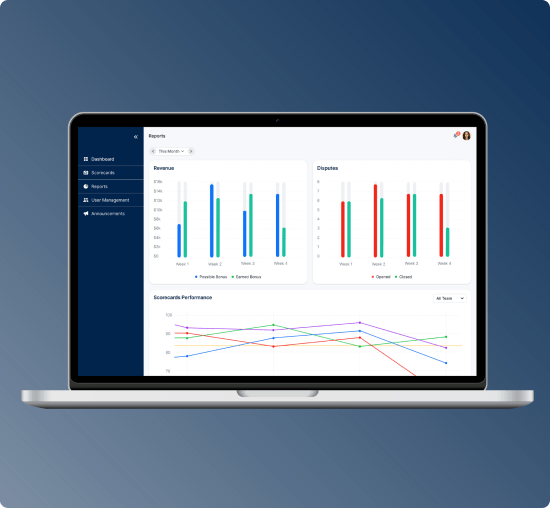 Reports
Dashboard
Scorecards
Reports
User Management
Announcements
This Month
Revenue
$16k
$14k
$12k
$10k
$8k
$6k
$4k
$2k
$0
Week 1 Week 2 Week 3 Week 4
Possible Bonus Earned Bonus
Disputes
8
7
6
5
4
3
2
1
0
Week 1 Week 2 Week 3 Week 4
Opened Closed
Scorecards Performance
All Team
100
90
80
70